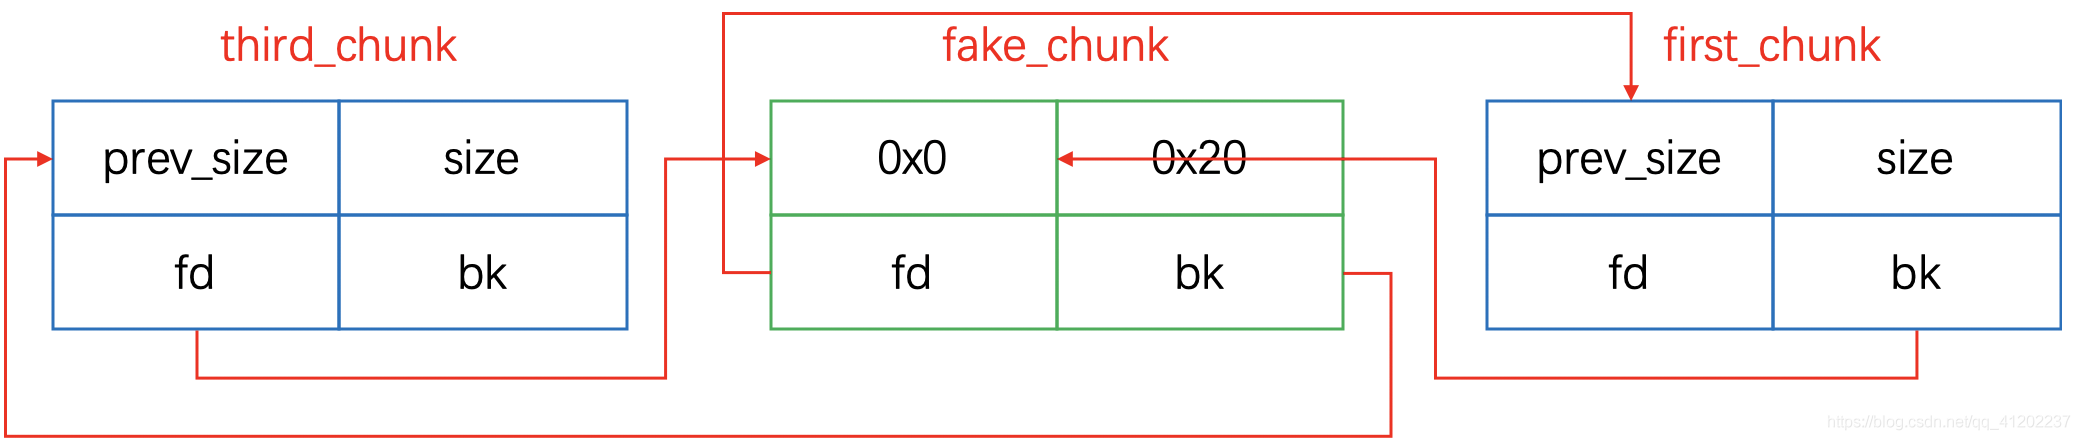 third_chunk
fake_chunk
first_chunk
prev_size
size
0x0
0x20
prev_size
size
fd
bk
fd
bk
fd
bk
https://blog.csdn.net/qq_41202237